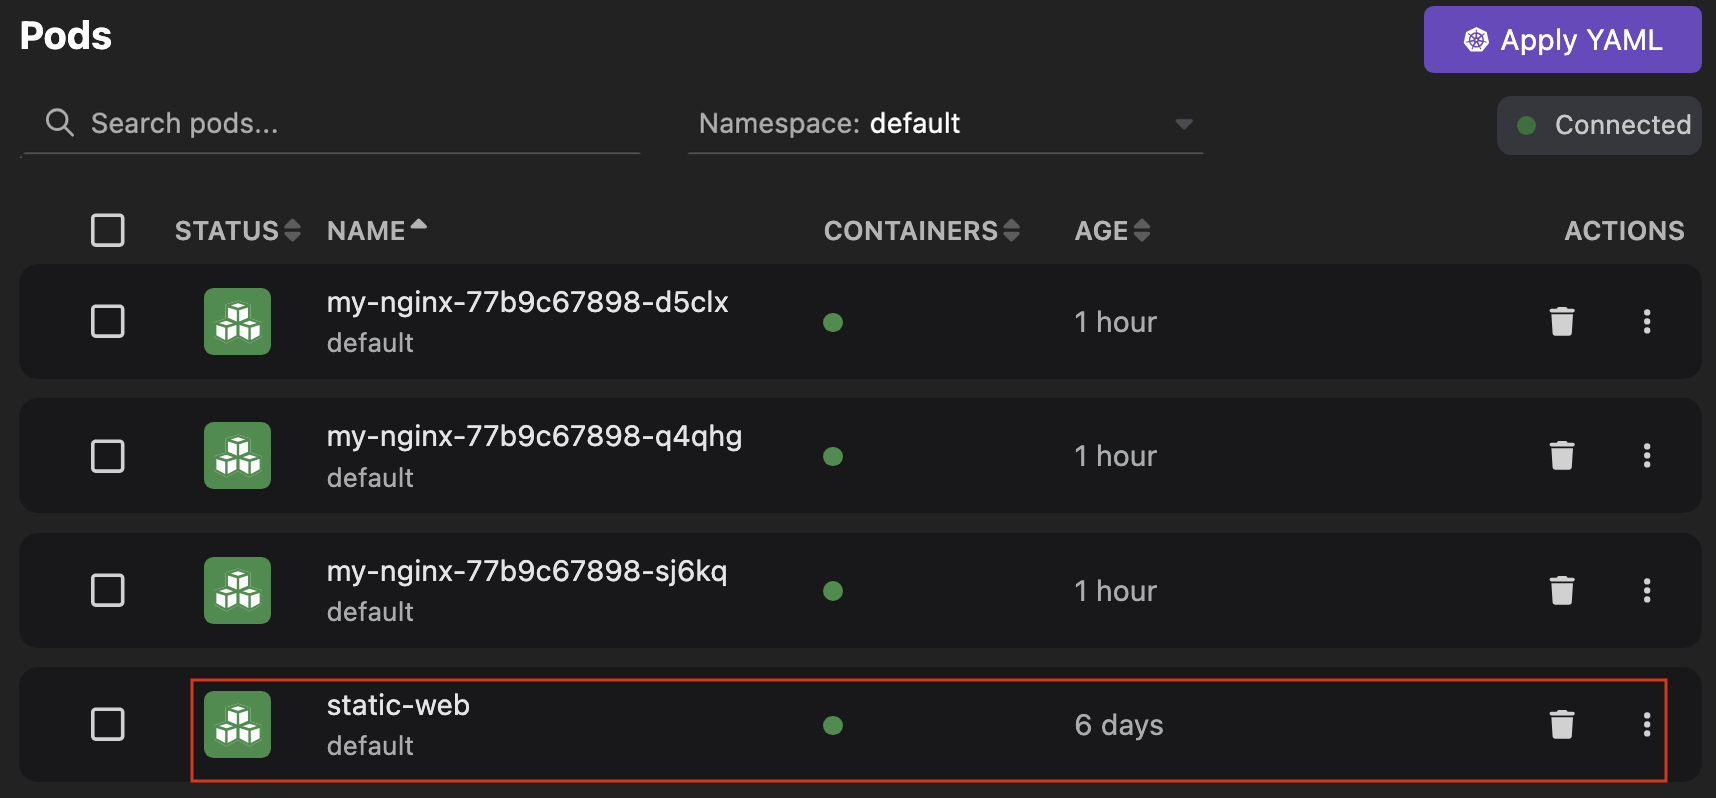 Pods
Apply YAML
Search pods...
Namespace: default
Connected
STATUS NAME CONTAINERS AGE ACTIONS
my-nginx-77b9c67898-d5clx
default
1 hour
my-nginx-77b9c67898-q4qhg
default
1 hour
my-nginx-77b9c67898-sj6kq
default
1 hour
static-web
default
6 days